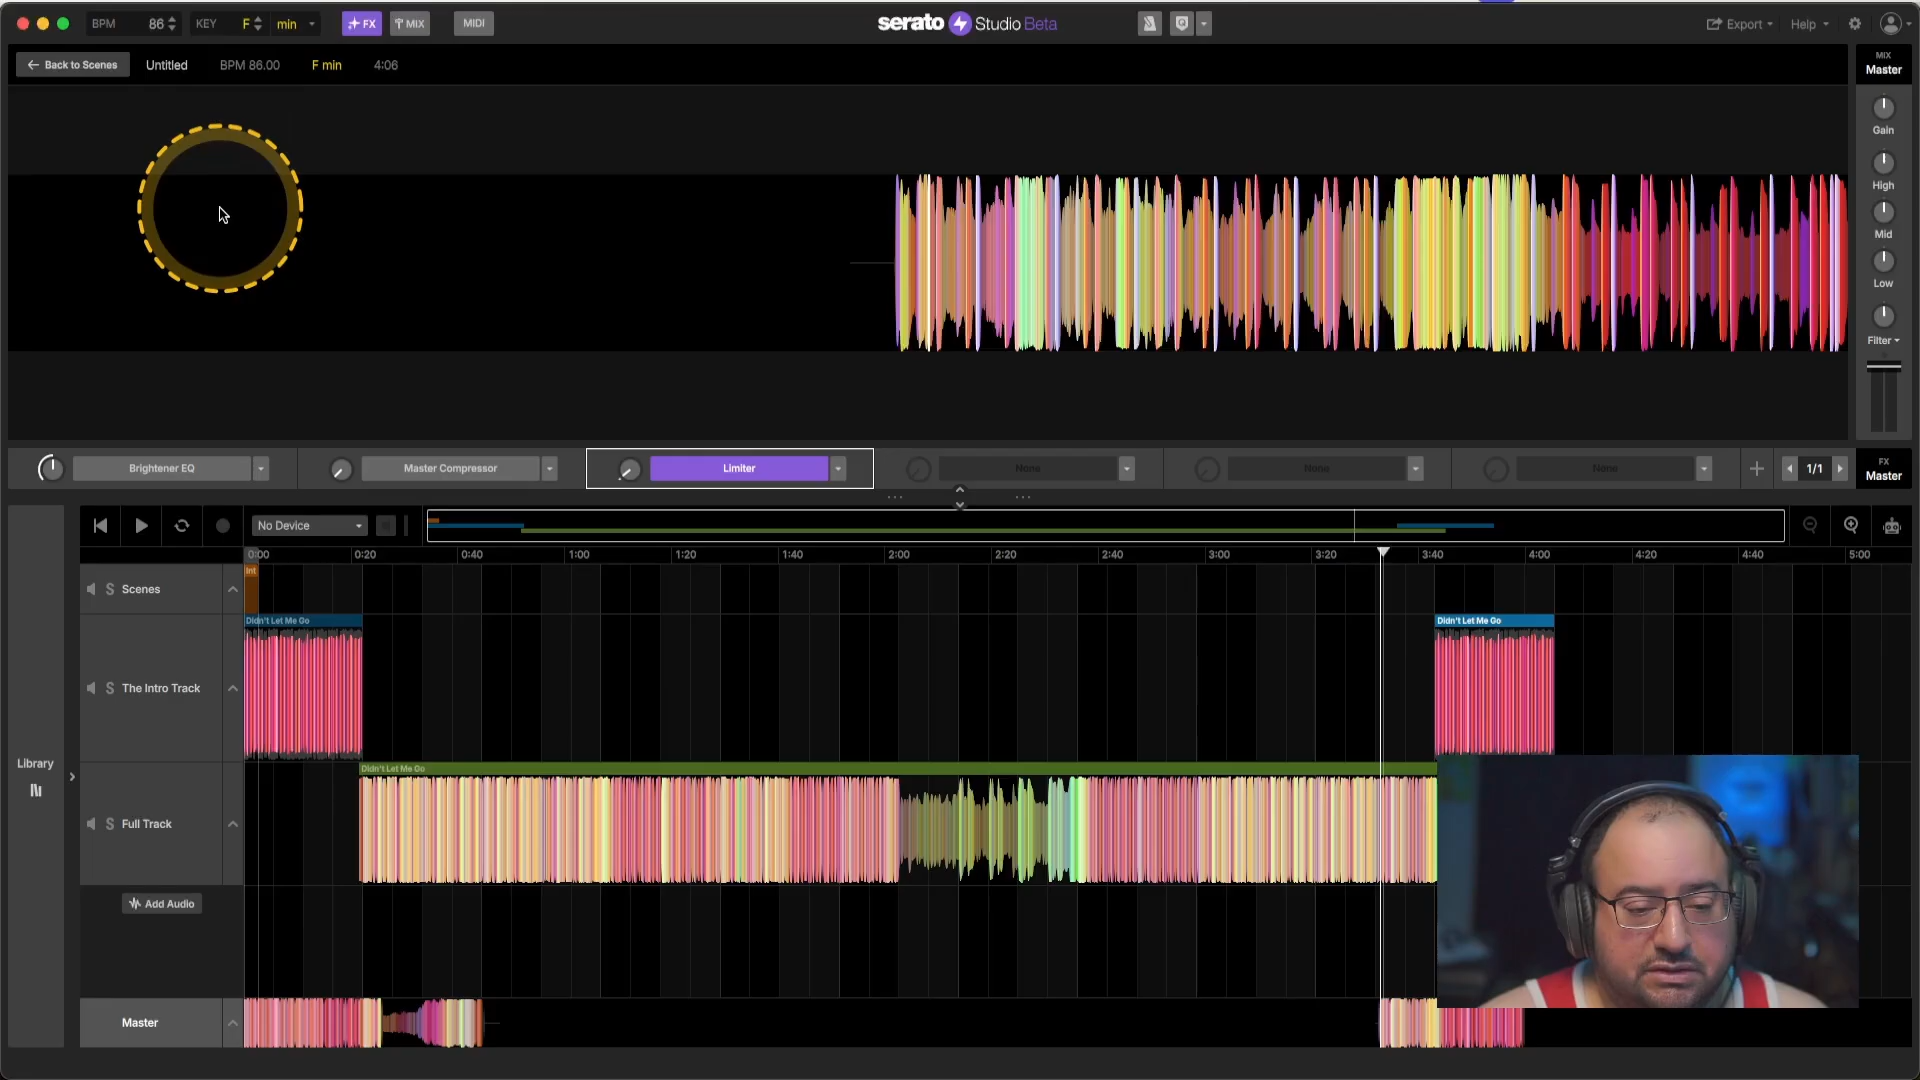 BPM 86 KEY F min FX MIX MIDI serato Studio Beta Export Help
Back to Scenes Untitled BPM 86.00 F min 4:06
MIX
Master
Gain
High
Mid
Low
Filter
Brightener EQ Master Compressor Limiter None None None 1/1
FX
Master
No Device
0:00 0:20 0:40 1:00 1:20 1:40 2:00 2:20 2:40 3:00 3:20 3:40 4:00 4:20 4:40 5:00
Int
S Scenes
Didn't Let Me Go Didn't Let Me Go
S The Intro Track
Library
Didn't Let Me Go
S Full Track
Add Audio
Master